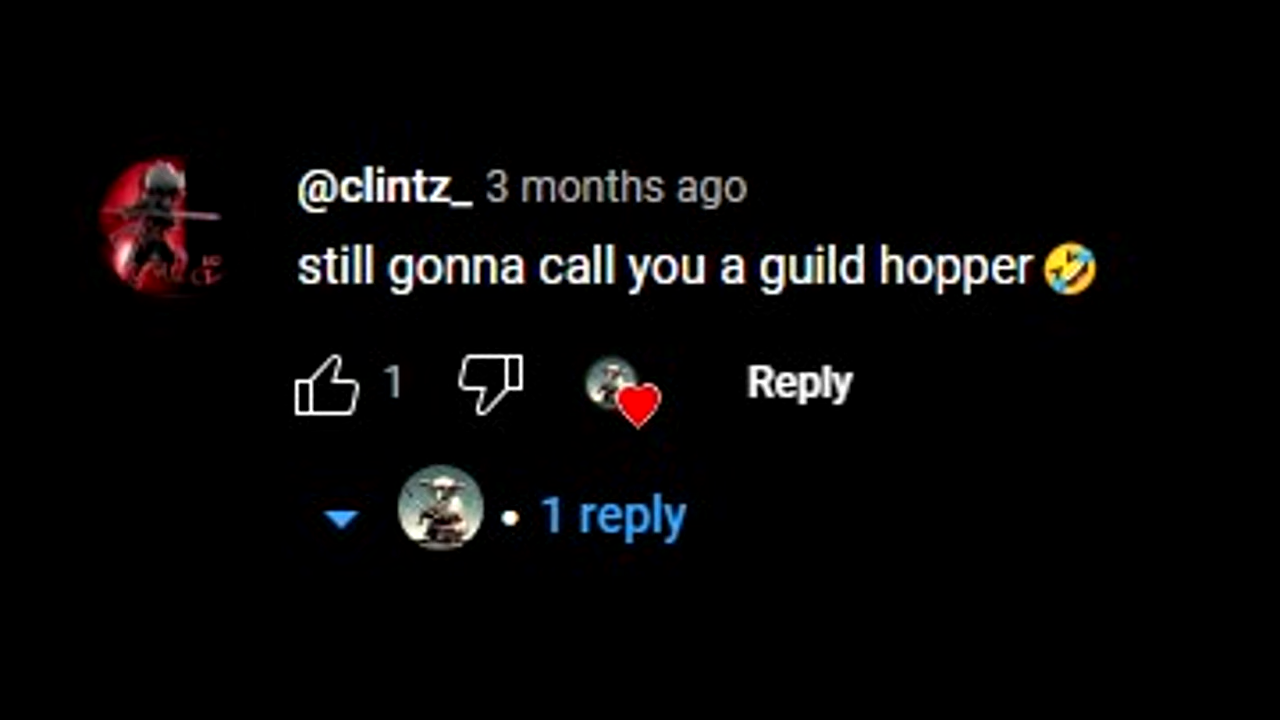 @clintz_ 3 months ago
still gonna call you a guild hopper 🤣
1 Reply
1 reply